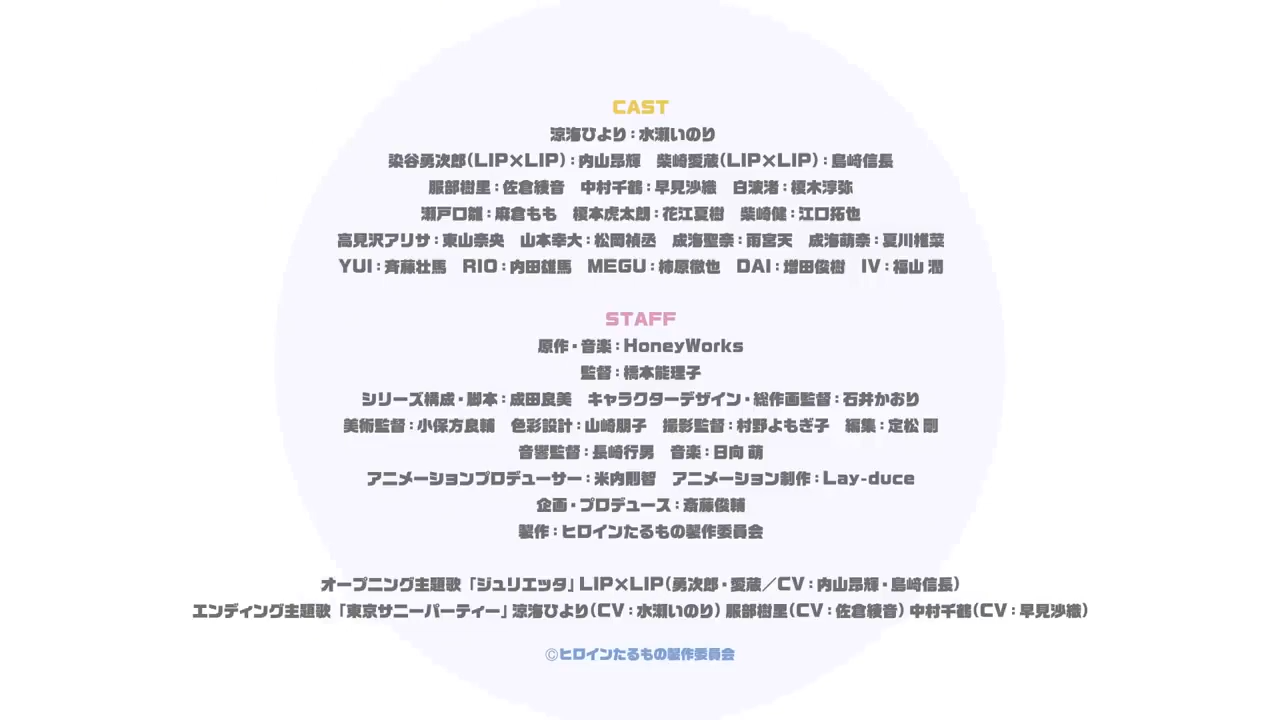 CAST
涼海ひより：水瀬いのり
染谷勇次郎（LIP×LIP）：内山昂輝　柴崎愛蔵（LIP×LIP）：島﨑信長
服部樹里：佐倉綾音　中村千鶴：早見沙織　白波渚：榎木淳弥
瀬戸口雛：麻倉もも　榎本虎太朗：花江夏樹　柴崎健：江口拓也
高見沢アリサ：東山奈央　山本幸大：松岡禎丞　成海聖奈：雨宮天　成海萌奈：夏川椎菜
YUI：斉藤壮馬　RIO：内田雄馬　MEGU：柿原徹也　DAI：増田俊樹　IV：福山 潤
STAFF
原作・音楽：HoneyWorks
監督：橋本能理子
シリーズ構成・脚本：成田良美　キャラクターデザイン・総作画監督：石井かおり
美術監督：小保方良輔　色彩設計：山崎朋子　撮影監督：村野よもぎ子　編集：定松 剛
音響監督：長崎行男　音楽：日向 萌
アニメーションプロデューサー：米内則智　アニメーション制作：Lay-duce
企画・プロデュース：斎藤俊輔
製作：ヒロインたるもの製作委員会
オープニング主題歌「ジュリエッタ」LIP×LIP（勇次郎・愛蔵／CV：内山昂輝・島﨑信長）
エンディング主題歌「東京サニーパーティー」涼海ひより（CV：水瀬いのり）服部樹里（CV：佐倉綾音）中村千鶴（CV：早見沙織）
©ヒロインたるもの製作委員会